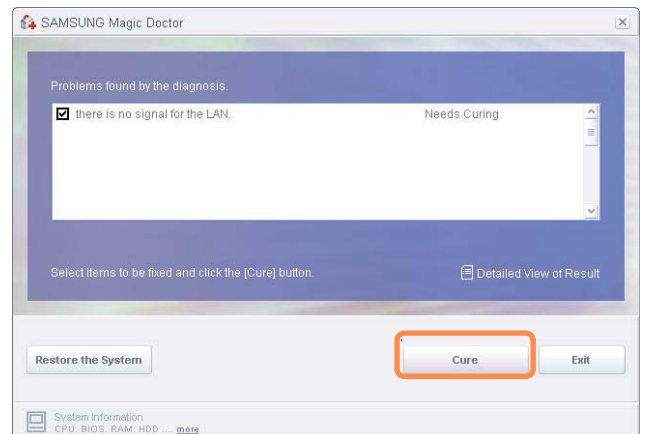 SAMSUNG Magic Doctor
Problems found by the diagnosis.
there is no signal for the LAN. Needs Curing
Select items to be fixed and click the [Cure] button. Detailed View of Result
Restore the System Cure Exit
System Information
CPU. BIOS. RAM. HDD .... more